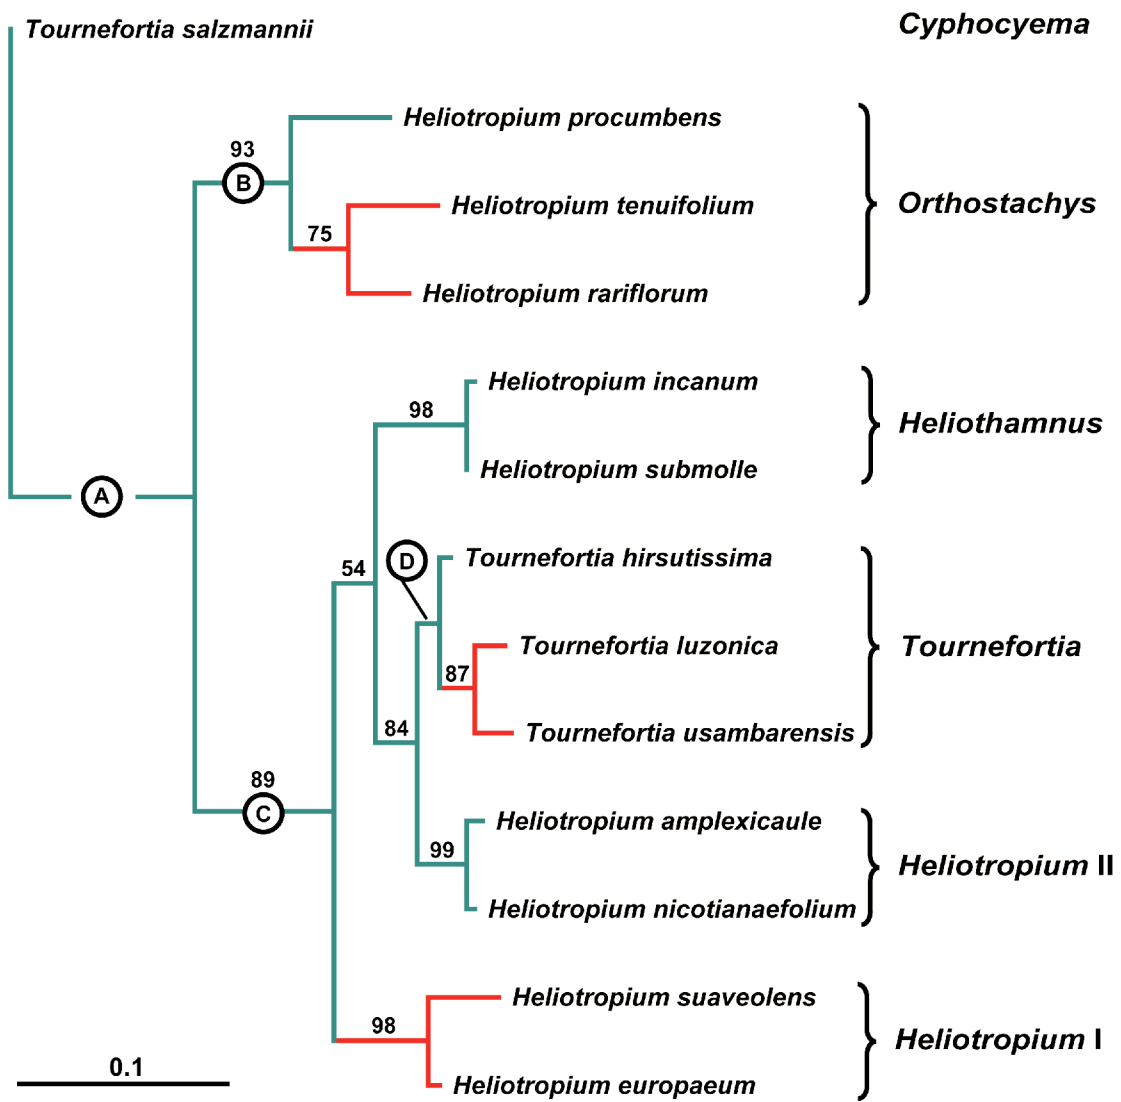 Tournefortia salzmannii
Cyphocyema
Heliotropium procumbens
93
B
Heliotropium tenuifolium
Orthostachys
75
Heliotropium rariflorum
Heliotropium incanum
98
Heliothamnus
Heliotropium submolle
A
D
Tournefortia hirsutissima
54
Tournefortia luzonica
Tournefortia
87
84
Tournefortia usambarensis
89
C
Heliotropium amplexicaule
99
Heliotropium II
Heliotropium nicotianaefolium
Heliotropium suaveolens
98
Heliotropium I
0.1
Heliotropium europaeum